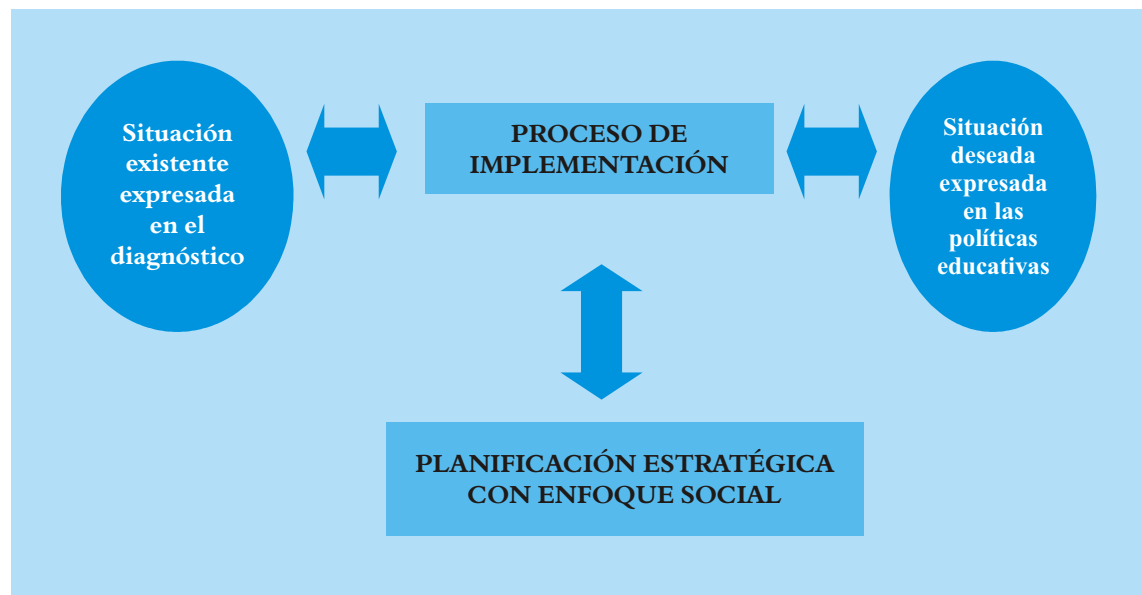 Situación
existente
expresada
en el
diagnóstico
PROCESO DE
IMPLEMENTACIÓN
Situación
deseada
expresada
en las
políticas
educativas
PLANIFICACIÓN ESTRATÉGICA
CON ENFOQUE SOCIAL